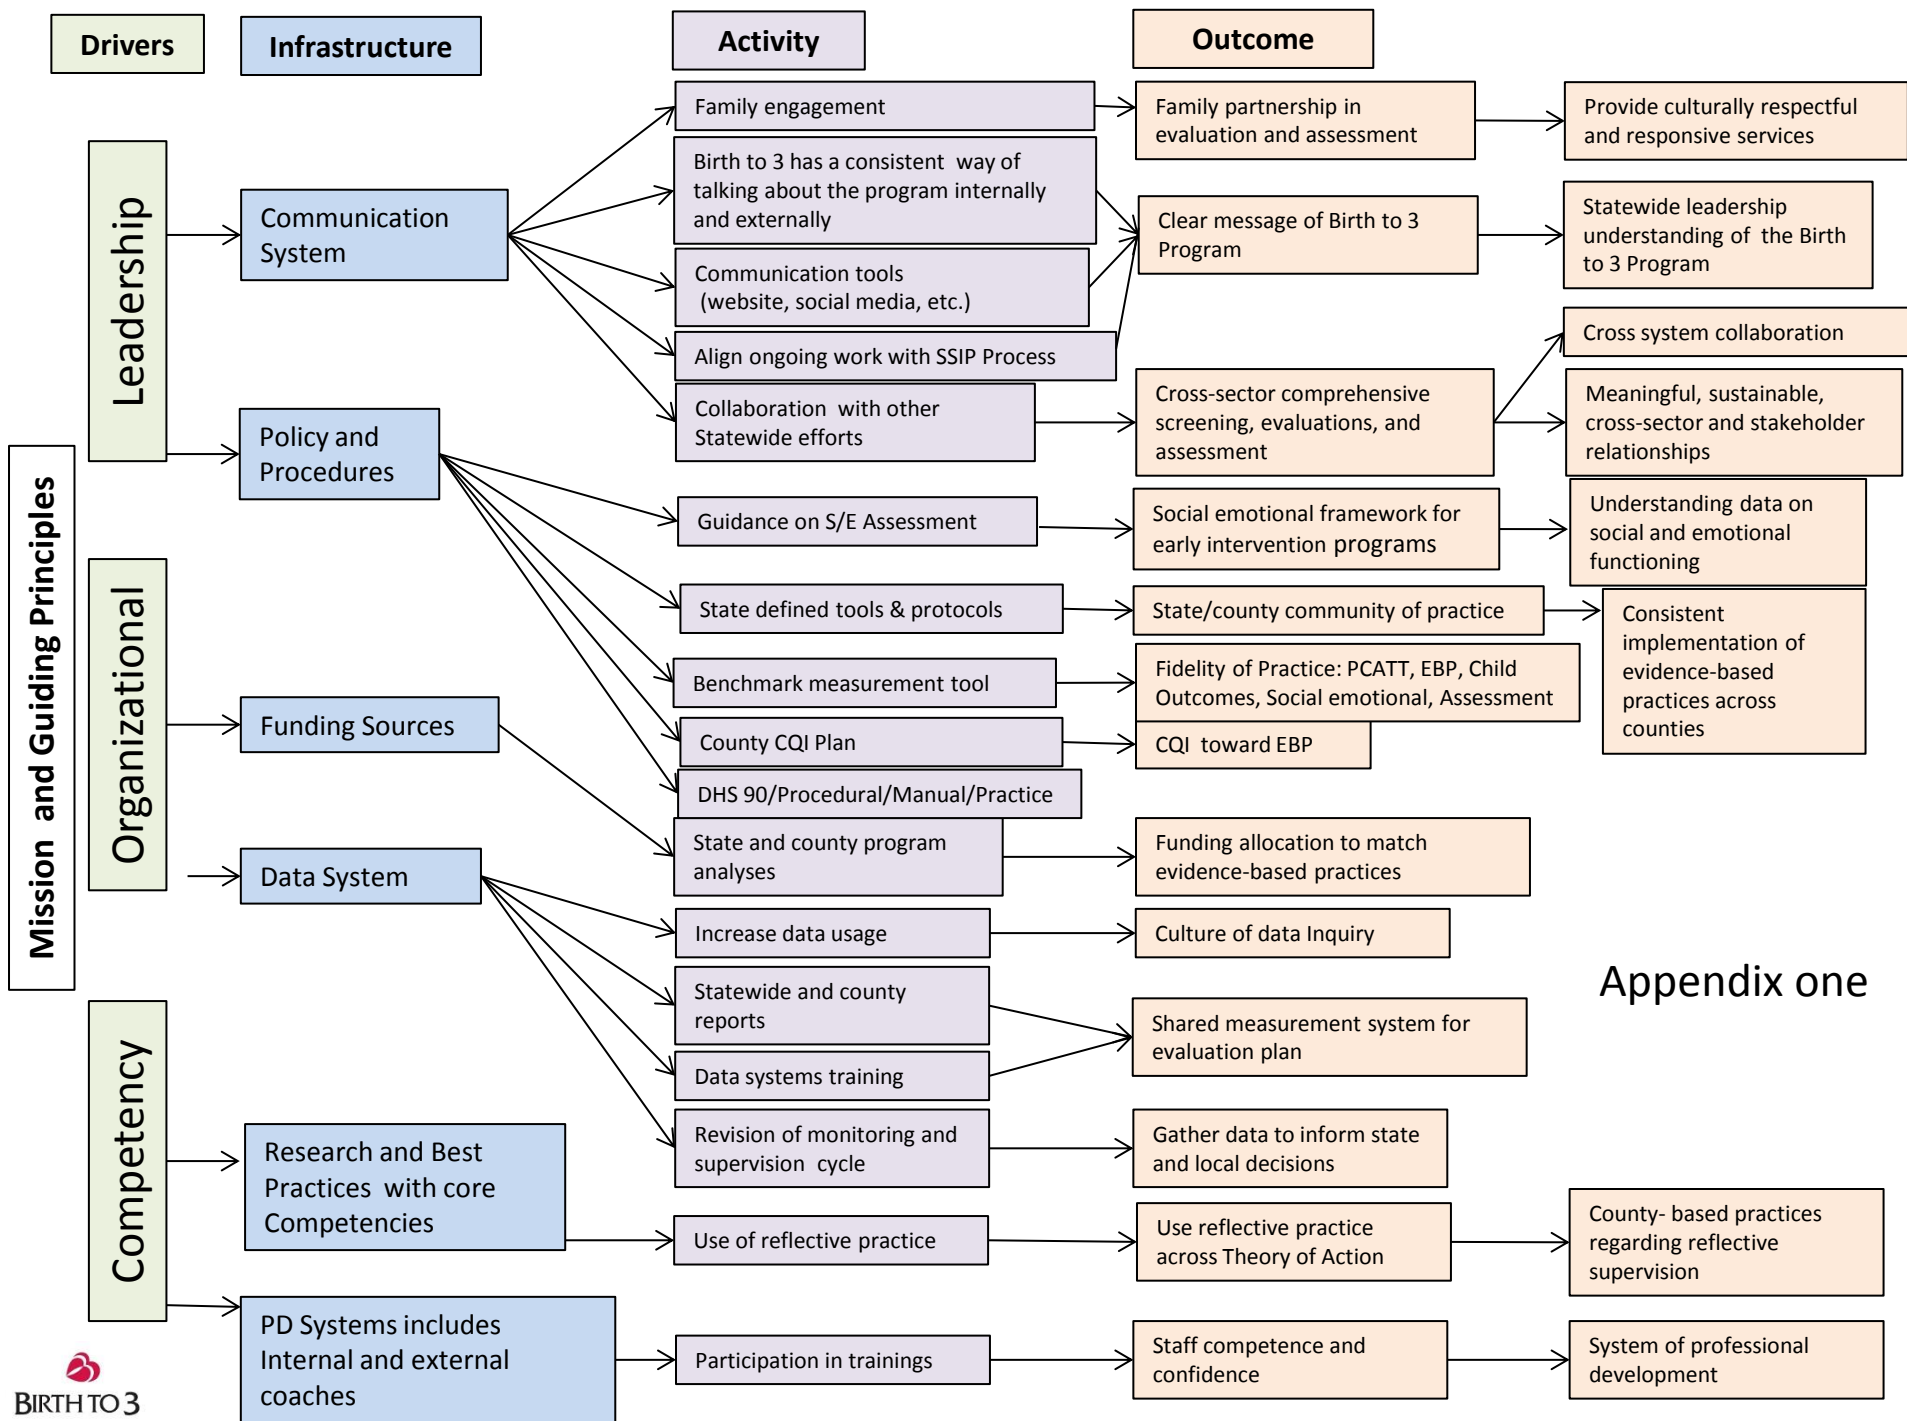 Drivers
Infrastructure
Activity
Outcome
Mission and Guiding Principles
Leadership
Organizational
Competency
Communication
System
Policy and
Procedures
Funding Sources
Data System
Research and Best
Practices with core
Competencies
PD Systems includes
Internal and external
coaches
Family engagement
Birth to 3 has a consistent way of
talking about the program internally
and externally
Communication tools
(website, social media, etc.)
Align ongoing work with SSIP Process
Collaboration with other
Statewide efforts
Guidance on S/E Assessment
State defined tools & protocols
Benchmark measurement tool
County CQI Plan
DHS 90/Procedural/Manual/Practice
State and county program
analyses
Increase data usage
Statewide and county
reports
Data systems training
Revision of monitoring and
supervision cycle
Use of reflective practice
Participation in trainings
Family partnership in
evaluation and assessment
Clear message of Birth to 3
Program
Cross-sector comprehensive
screening, evaluations, and
assessment
Social emotional framework for
early intervention programs
State/county community of practice
Fidelity of Practice: PCATT, EBP, Child
Outcomes, Social emotional, Assessment
CQI toward EBP
Funding allocation to match
evidence-based practices
Culture of data Inquiry
Shared measurement system for
evaluation plan
Gather data to inform state
and local decisions
Use reflective practice
across Theory of Action
Staff competence and
confidence
Provide culturally respectful
and responsive services
Statewide leadership
understanding of the Birth
to 3 Program
Cross system collaboration
Meaningful, sustainable,
cross-sector and stakeholder
relationships
Understanding data on
social and emotional
functioning
Consistent
implementation of
evidence-based
practices across
counties
Appendix one
County- based practices
regarding reflective
supervision
System of professional
development
BIRTH TO 3